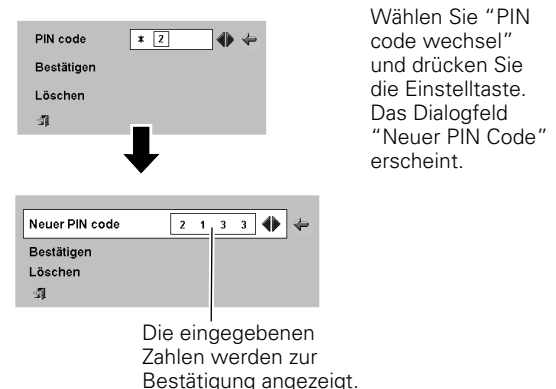 PIN code * 2
Bestätigen
Löschen
Wählen Sie “PIN
code wechsel”
und drücken Sie
die Einstelltaste.
Das Dialogfeld
“Neuer PIN Code”
erscheint.
Neuer PIN code 2 1 3 3
Bestätigen
Löschen
Die eingegebenen
Zahlen werden zur
Bestätigung angezeigt.